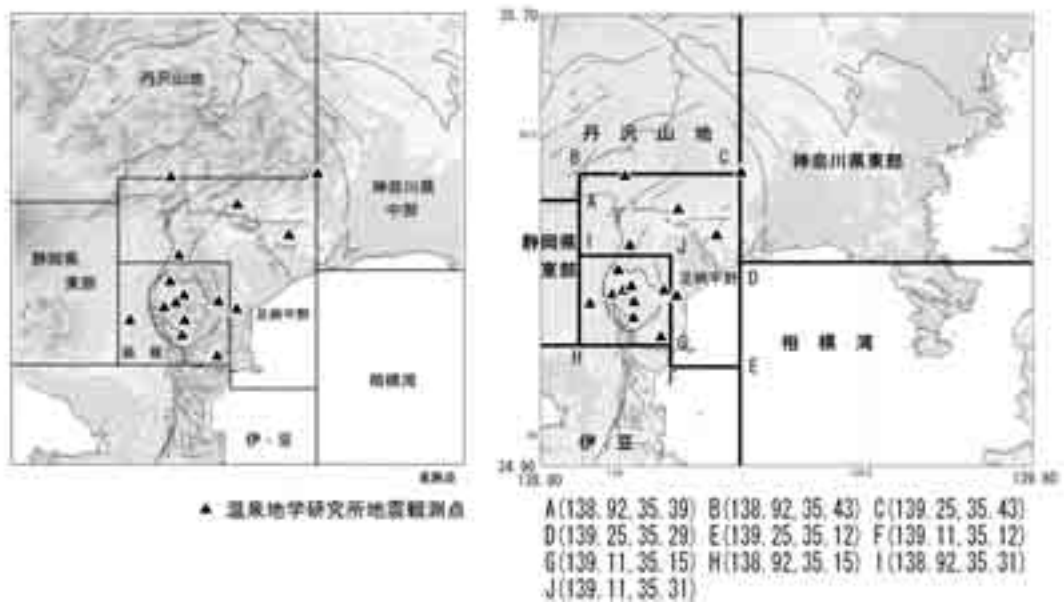 丹沢山地
神奈川県
中部
静岡県
東部
足柄平野
箱根
相模湾
伊・豆
▲ 温泉地学研究所地震観測点
35.70
丹沢山地
B
C
神奈川県東部
A
静岡県
東部
I
J
足柄平野
D
相模湾
G
H
E
伊豆
34.90
138.80
139.80
A(138.92,35.39) B(138.92,35.43) C(139.25,35.43)
D(139.25,35.29) E(139.25,35.12) F(139.11,35.12)
G(139.11,35.15) H(138.92,35.15) I(138.92,35.31)
J(139.11,35.31)